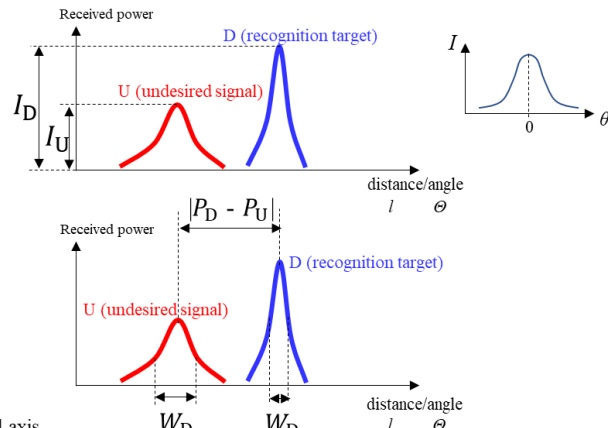 Received power
D (recognition target)
I
U (undesired signal)
I_D
I_U
0
θ
distance/angle
l Θ
|P_D - P_U|
Received power
D (recognition target)
U (undesired signal)
distance/angle
l Θ
axis
W_D
W_D